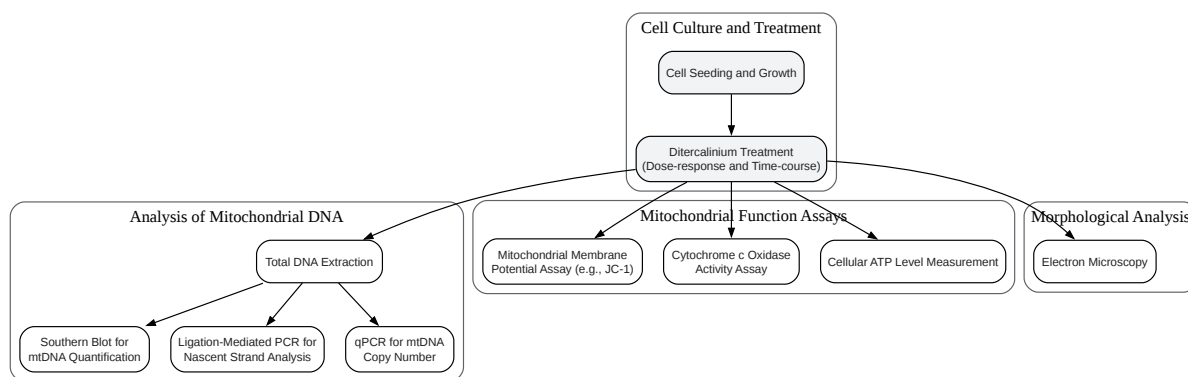 Cell Culture and Treatment
Cell Seeding and Growth
Ditercalinium Treatment
(Dose-response and Time-course)
Analysis of Mitochondrial DNA
Total DNA Extraction
Southern Blot for
mtDNA Quantification
Ligation-Mediated PCR for
Nascent Strand Analysis
qPCR for mtDNA
Copy Number
Mitochondrial Function Assays
Mitochondrial Membrane
Potential Assay (e.g., JC-1)
Cytochrome c Oxidase
Activity Assay
Cellular ATP Level Measurement
Morphological Analysis
Electron Microscopy